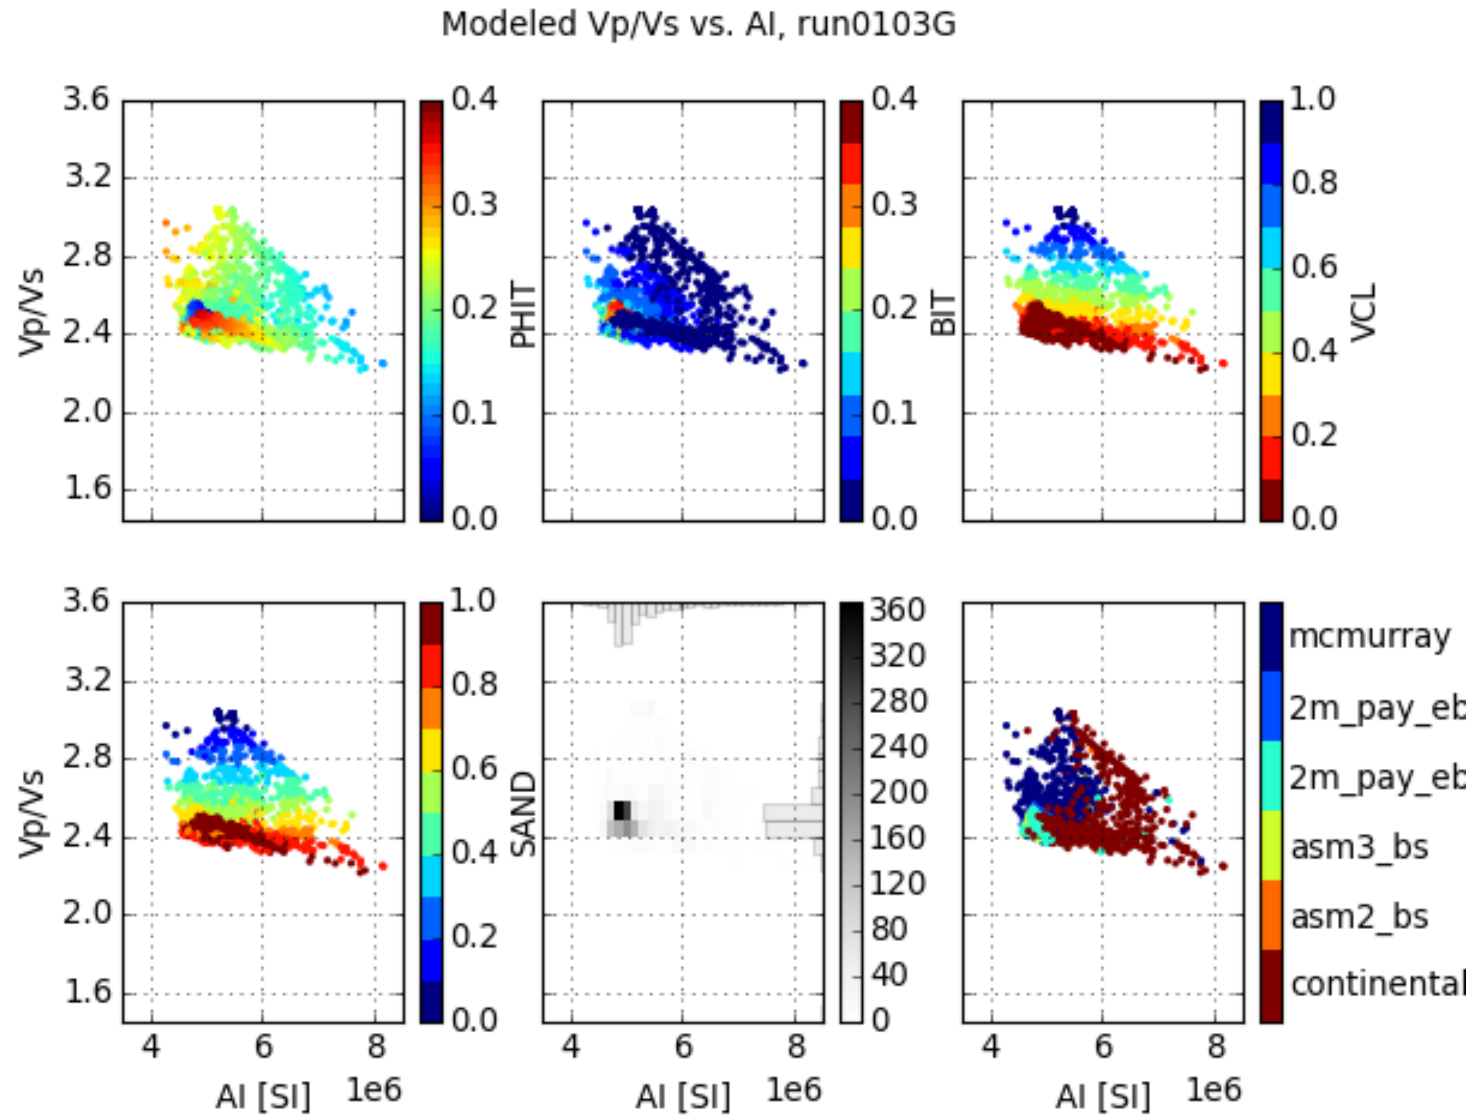 Modeled Vp/Vs vs. AI, run0103G
3.6
3.2
2.8
2.4
2.0
1.6
Vp/Vs
0.4
0.3
0.2
0.1
0.0
PHIT
0.4
0.3
0.2
0.1
0.0
BIT
1.0
0.8
0.6
0.4
0.2
0.0
VCL
3.6
3.2
2.8
2.4
2.0
1.6
Vp/Vs
4 6 8
AI [SI] 1e6
1.0
0.8
0.6
0.4
0.2
0.0
SAND
4 6 8
AI [SI] 1e6
360
320
280
240
200
160
120
80
40
0
4 6 8
AI [SI] 1e6
mcmurray
2m_pay_eb
2m_pay_eb
asm3_bs
asm2_bs
continental